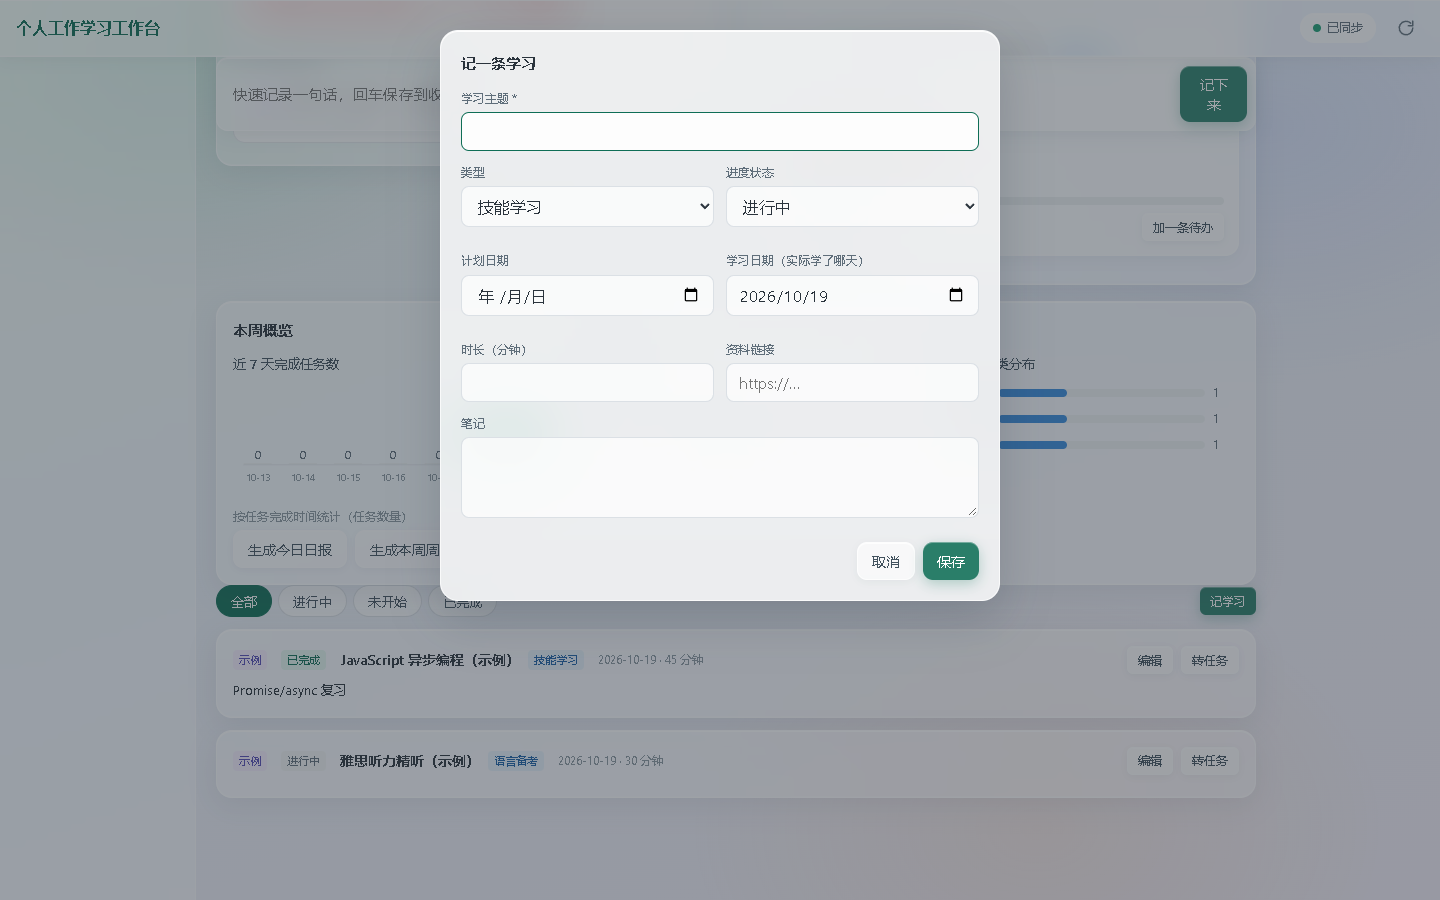 个人工作学习工作台
已同步
快速记录一句话，回车保存到收
记下
来
加一条待办
记一条学习
学习主题 *
类型
进度状态
技能学习
进行中
计划日期
学习日期（实际学了哪天）
年 /月/日
2026/10/19
时长（分钟）
资料链接
https://...
笔记
取消
保存
本周概览
近 7 天完成任务数
类分布
1
1
1
0 0 0 0
10-13 10-14 10-15 10-16 10-
按任务完成时间统计（任务数量）
生成今日日报
生成本周周
全部
进行中
未开始
已完成
记学习
示例 已完成 JavaScript 异步编程（示例） 技能学习 2026-10-19 · 45 分钟
编辑 转任务
Promise/async 复习
示例 进行中 雅思听力精听（示例） 语言备考 2026-10-19 · 30 分钟
编辑 转任务